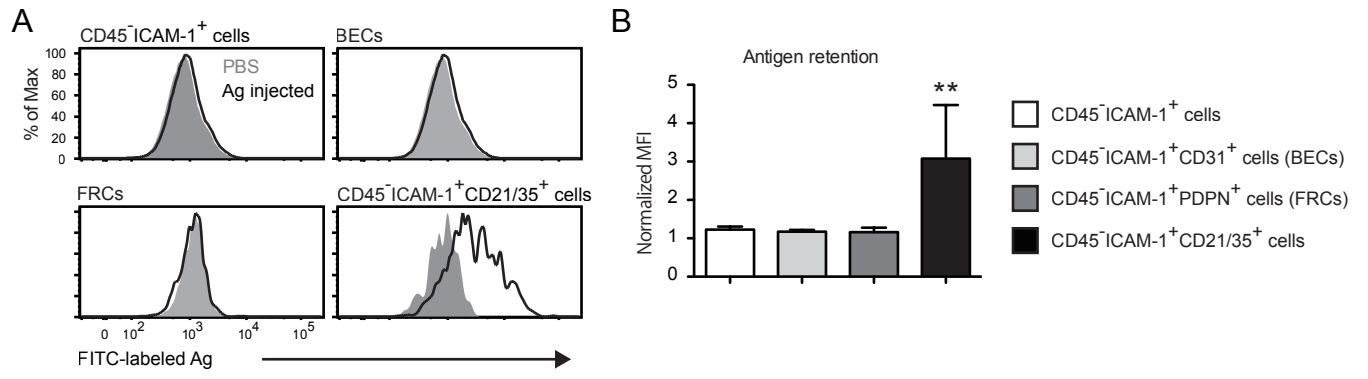 A
CD45⁻ICAM-1⁺ cells
BECs
100
80
60
40
20
0
% of Max
PBS
Ag injected
FRCs
CD45⁻ICAM-1⁺CD21/35⁺ cells
0 10² 10³ 10⁴ 10⁵
FITC-labeled Ag
B
Antigen retention
5
4
3
2
1
0
Normalized MFI
**
CD45⁻ICAM-1⁺ cells
CD45⁻ICAM-1⁺CD31⁺ cells (BECs)
CD45⁻ICAM-1⁺PDPN⁺ cells (FRCs)
CD45⁻ICAM-1⁺CD21/35⁺ cells